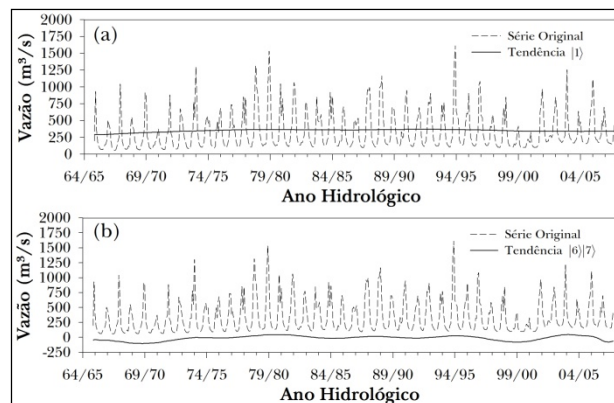 (a)
Série Original
Tendência |1⟩
Vazão (m³/s)
2000
1750
1500
1250
1000
750
500
250
0
64/65 69/70 74/75 79/80 84/85 89/90 94/95 99/00 04/05
Ano Hidrológico
(b)
Série Original
Tendência |6⟩|7⟩
Vazão (m³/s)
2000
1750
1500
1250
1000
750
500
250
0
-250
64/65 69/70 74/75 79/80 84/85 89/90 94/95 99/00 04/05
Ano Hidrológico